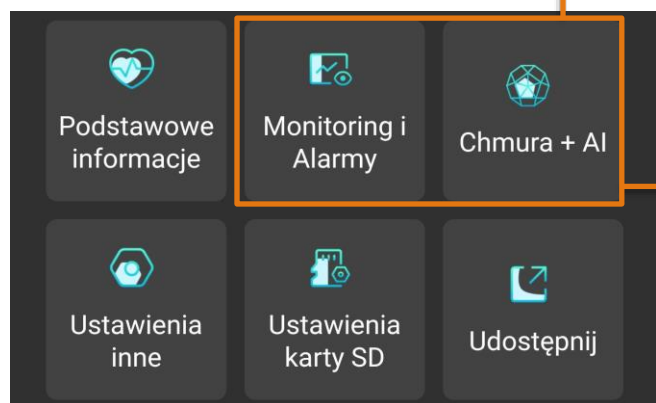 Podstawowe
informacje
Monitoring i
Alarmy
Chmura + AI
Ustawienia
inne
Ustawienia
karty SD
Udostępnij